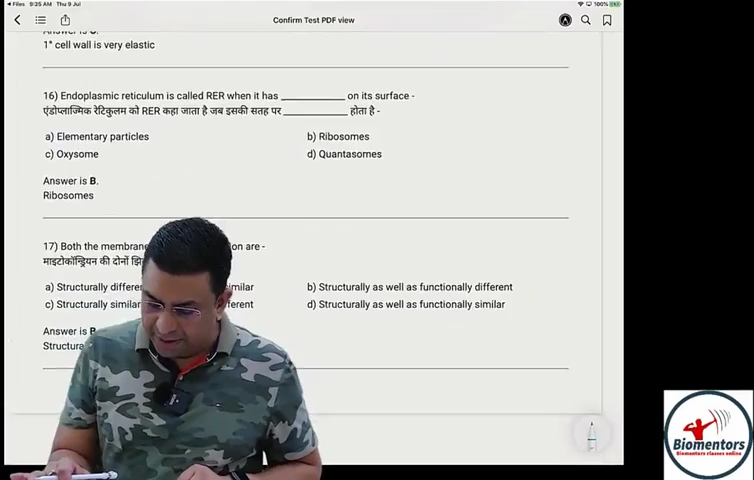 Files 9:25 AM Thu 9 Jul
100%
Confirm Test PDF view
1° cell wall is very elastic
16) Endoplasmic reticulum is called RER when it has ____________ on its surface -
एंडोप्लाज्मिक रेटिकुलम को RER कहा जाता है जब इसकी सतह पर ____________ होता है -
a) Elementary particles
b) Ribosomes
c) Oxysome
d) Quantasomes
Answer is B.
Ribosomes
17) Both the membran on are -
माइटोकॉन्ड्रियन की दोनों
a) Structurally differe imilar
b) Structurally as well as functionally different
c) Structurally similar ferent
d) Structurally as well as functionally similar
Answer is B
Structura
Biomentors
Biomentors classes online